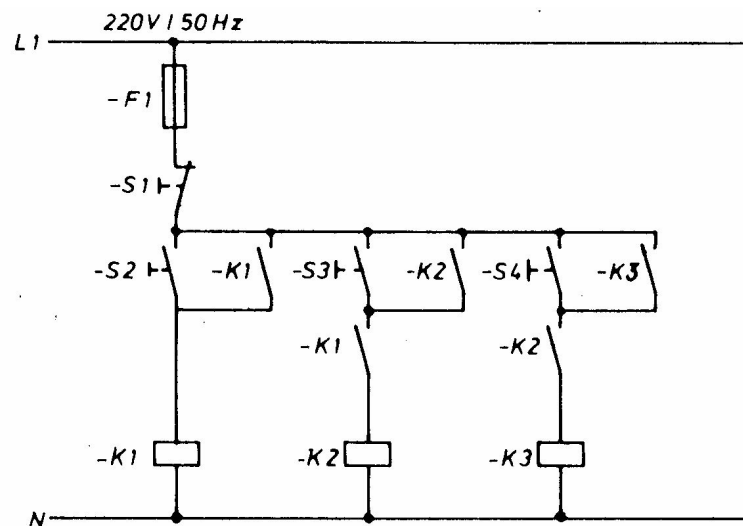 220V / 50Hz
L1
-F1
-S1
-S2 -K1 -S3 -K2 -S4 -K3
-K1 -K2
-K1 -K2 -K3
N